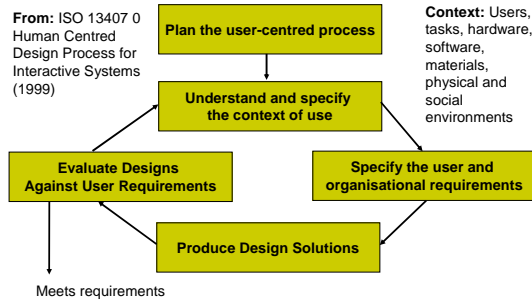 From: ISO 13407 0
Human Centred
Design Process for
Interactive Systems
(1999)
Plan the user-centred process
Context: Users,
tasks, hardware,
software,
materials,
physical and
social
environments
Understand and specify
the context of use
Evaluate Designs
Against User Requirements
Specify the user and
organisational requirements
Produce Design Solutions
Meets requirements